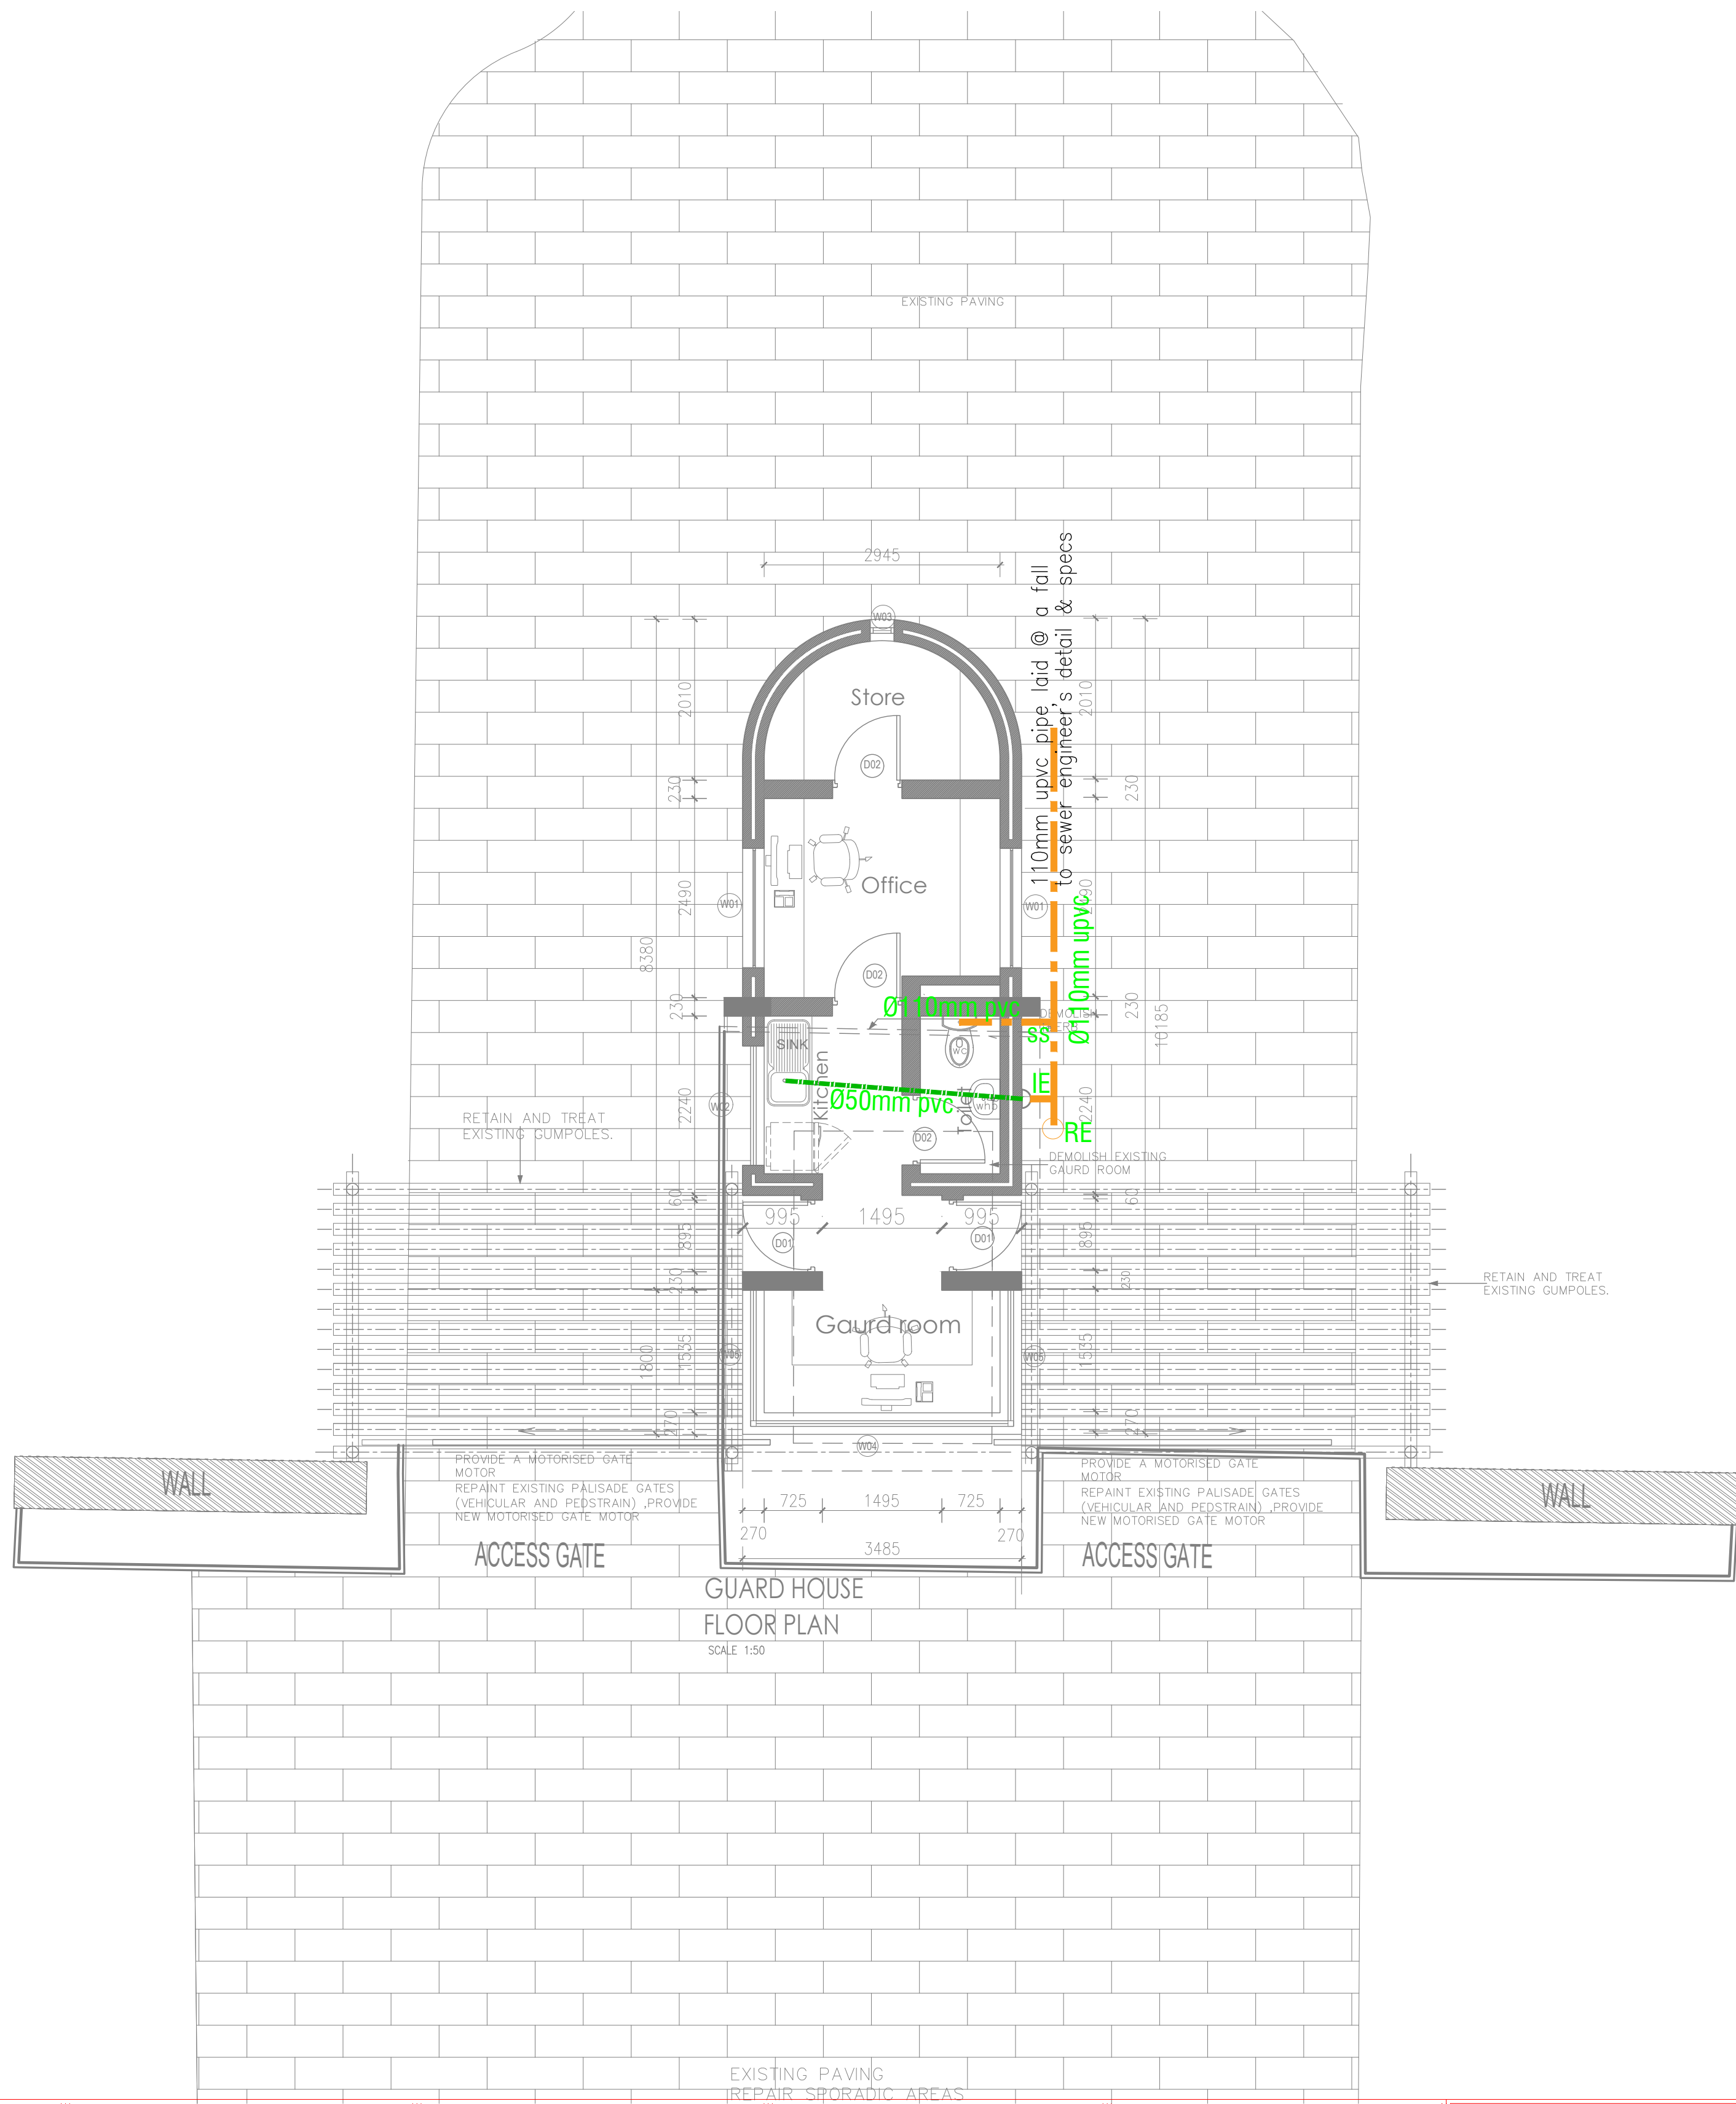 EXISTING PAVING
2945
W03
110mm upvc pipe laid @ a fall
to sewer engineer's detail & specs
Store
2010
2010
D02
230
230
Office
W01
W01
2490
2490
8380
Ø110mm upvc
D02
230
230
10185
Ø110mm pvc
SS
SINK
WC
Kitchen
IE
Ø50mm pvc
whb
Toilet
W02
2240
2240
RE
D02
RETAIN AND TREAT
EXISTING GUMPOLES.
DEMOLISH EXISTING
GAURD ROOM
60
60
995
1495
995
D01
D01
895
895
230
230
RETAIN AND TREAT
EXISTING GUMPOLES.
Gaurd room
W05
1535
1800
1535
270
270
W04
WALL
PROVIDE A MOTORISED GATE
MOTOR
REPAINT EXISTING PALISADE GATES
(VEHICULAR AND PEDSTRAIN) ,PROVIDE
NEW MOTORISED GATE MOTOR
PROVIDE A MOTORISED GATE
MOTOR
REPAINT EXISTING PALISADE GATES
(VEHICULAR AND PEDSTRAIN) ,PROVIDE
NEW MOTORISED GATE MOTOR
WALL
725
1495
725
270
270
3485
ACCESS GATE
ACCESS GATE
GUARD HOUSE
FLOOR PLAN
SCALE 1:50
EXISTING PAVING
REPAIR SPORADIC AREAS